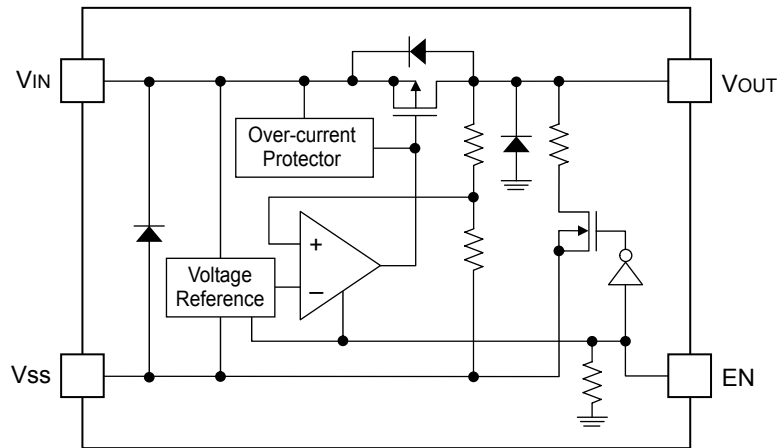 VIN
VOUT
Over-current
Protector
+
Voltage
Reference
−
VSS
EN